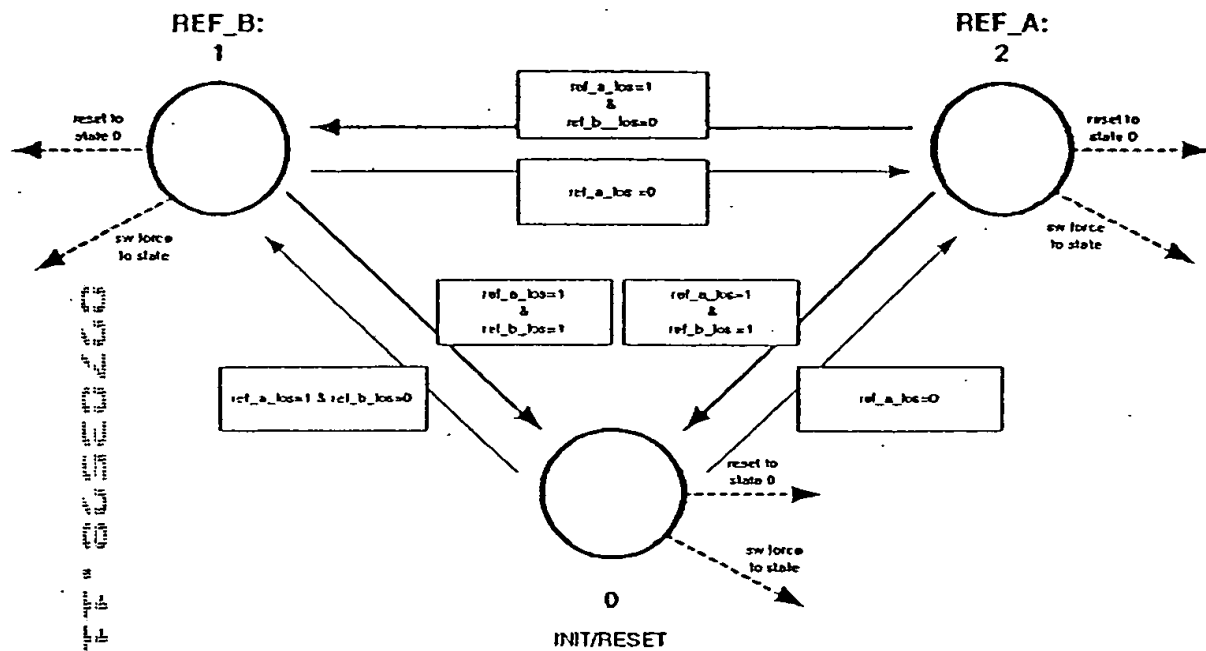 REF_B:
1
REF_A:
2
ref_a_los=1
&
ref_b__los=0
reset to
state 0
reset to
state 0
ref_a_los =0
sw force
to state
sw force
to state
ref_a_los=1
&
ref_b_los=1
ref_a_los=1
&
ref_b_los =1
ref_a_los=1 & ref_b_los=0
ref_a_los=0
reset to
state 0
sw force
to state
0
INIT/RESET